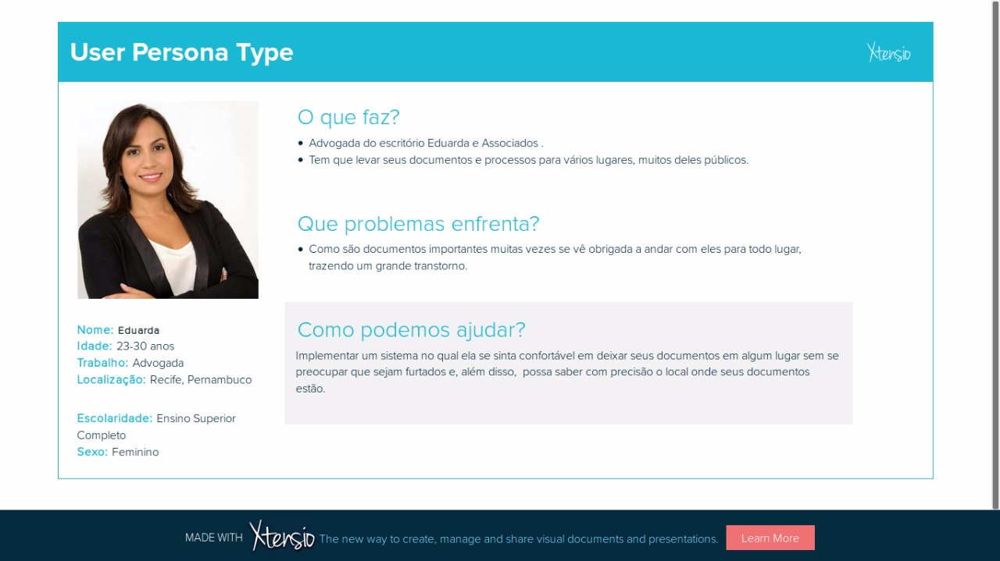 User Persona Type
Xtensio
O que faz?
• Advogada do escritório Eduarda e Associados .
• Tem que levar seus documentos e processos para vários lugares, muitos deles públicos.
Que problemas enfrenta?
• Como são documentos importantes muitas vezes se vê obrigada a andar com eles para todo lugar,
trazendo um grande transtorno.
Como podemos ajudar?
Implementar um sistema no qual ela se sinta confortável em deixar seus documentos em algum lugar sem se
preocupar que sejam furtados e, além disso,  possa saber com precisão o local onde seus documentos
estão.
Nome: Eduarda
Idade: 23-30 anos
Trabalho: Advogada
Localização: Recife, Pernambuco
Escolaridade: Ensino Superior
Completo
Sexo: Feminino
MADE WITH Xtensio The new way to create, manage and share visual documents and presentations. Learn More